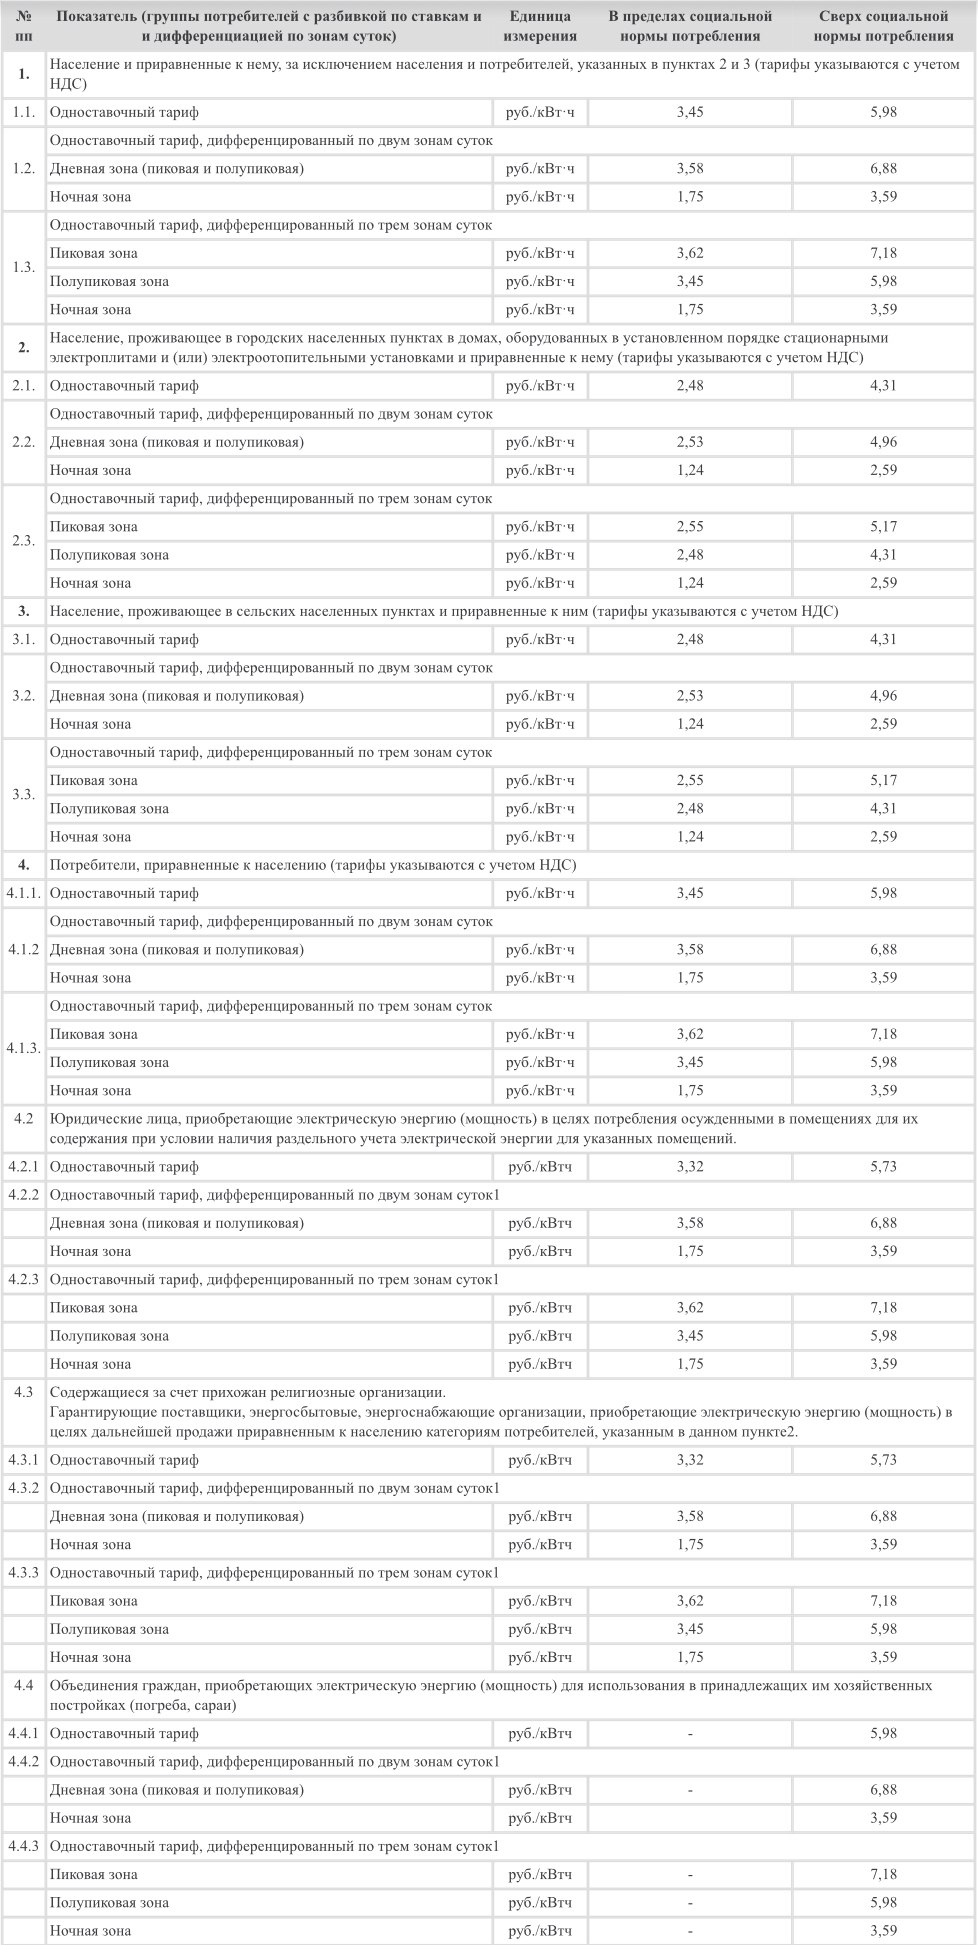 № пп Показатель (группы потребителей с разбивкой по ставкам и и дифференциацией по зонам суток) Единица измерения В пределах социальной нормы потребления Сверх социальной нормы потребления
1. Население и приравненные к нему, за исключением населения и потребителей, указанных в пунктах 2 и 3 (тарифы указываются с учетом
НДС)
1.1. Одноставочный тариф руб./кВт·ч 3,45 5,98
Одноставочный тариф, дифференцированный по двум зонам суток
1.2. Дневная зона (пиковая и полупиковая) руб./кВт·ч 3,58 6,88
Ночная зона руб./кВт·ч 1,75 3,59
Одноставочный тариф, дифференцированный по трем зонам суток
1.3. Пиковая зона руб./кВт·ч 3,62 7,18
Полупиковая зона руб./кВт·ч 3,45 5,98
Ночная зона руб./кВт·ч 1,75 3,59
2. Население, проживающее в городских населенных пунктах в домах, оборудованных в установленном порядке стационарными
электроплитами и (или) электроотопительными установками и приравненные к нему (тарифы указываются с учетом НДС)
2.1. Одноставочный тариф руб./кВт·ч 2,48 4,31
Одноставочный тариф, дифференцированный по двум зонам суток
2.2. Дневная зона (пиковая и полупиковая) руб./кВт·ч 2,53 4,96
Ночная зона руб./кВт·ч 1,24 2,59
Одноставочный тариф, дифференцированный по трем зонам суток
2.3. Пиковая зона руб./кВт·ч 2,55 5,17
Полупиковая зона руб./кВт·ч 2,48 4,31
Ночная зона руб./кВт·ч 1,24 2,59
3. Население, проживающее в сельских населенных пунктах и приравненные к ним (тарифы указываются с учетом НДС)
3.1. Одноставочный тариф руб./кВт·ч 2,48 4,31
Одноставочный тариф, дифференцированный по двум зонам суток
3.2. Дневная зона (пиковая и полупиковая) руб./кВт·ч 2,53 4,96
Ночная зона руб./кВт·ч 1,24 2,59
Одноставочный тариф, дифференцированный по трем зонам суток
3.3. Пиковая зона руб./кВт·ч 2,55 5,17
Полупиковая зона руб./кВт·ч 2,48 4,31
Ночная зона руб./кВт·ч 1,24 2,59
4. Потребители, приравненные к населению (тарифы указываются с учетом НДС)
4.1.1. Одноставочный тариф руб./кВт·ч 3,45 5,98
Одноставочный тариф, дифференцированный по двум зонам суток
4.1.2 Дневная зона (пиковая и полупиковая) руб./кВт·ч 3,58 6,88
Ночная зона руб./кВт·ч 1,75 3,59
Одноставочный тариф, дифференцированный по трем зонам суток
4.1.3. Пиковая зона руб./кВт·ч 3,62 7,18
Полупиковая зона руб./кВт·ч 3,45 5,98
Ночная зона руб./кВт·ч 1,75 3,59
4.2 Юридические лица, приобретающие электрическую энергию (мощность) в целях потребления осужденными в помещениях для их
содержания при условии наличия раздельного учета электрической энергии для указанных помещений.
4.2.1 Одноставочный тариф руб./кВтч 3,32 5,73
4.2.2 Одноставочный тариф, дифференцированный по двум зонам суток1
Дневная зона (пиковая и полупиковая) руб./кВтч 3,58 6,88
Ночная зона руб./кВтч 1,75 3,59
4.2.3 Одноставочный тариф, дифференцированный по трем зонам суток1
Пиковая зона руб./кВтч 3,62 7,18
Полупиковая зона руб./кВтч 3,45 5,98
Ночная зона руб./кВтч 1,75 3,59
4.3 Содержащиеся за счет прихожан религиозные организации.
Гарантирующие поставщики, энергосбытовые, энергоснабжающие организации, приобретающие электрическую энергию (мощность) в
целях дальнейшей продажи приравненным к населению категориям потребителей, указанным в данном пункте2.
4.3.1 Одноставочный тариф руб./кВтч 3,32 5,73
4.3.2 Одноставочный тариф, дифференцированный по двум зонам суток1
Дневная зона (пиковая и полупиковая) руб./кВтч 3,58 6,88
Ночная зона руб./кВтч 1,75 3,59
4.3.3 Одноставочный тариф, дифференцированный по трем зонам суток1
Пиковая зона руб./кВтч 3,62 7,18
Полупиковая зона руб./кВтч 3,45 5,98
Ночная зона руб./кВтч 1,75 3,59
4.4 Объединения граждан, приобретающих электрическую энергию (мощность) для использования в принадлежащих им хозяйственных
постройках (погреба, сараи)
4.4.1 Одноставочный тариф руб./кВтч - 5,98
4.4.2 Одноставочный тариф, дифференцированный по двум зонам суток1
Дневная зона (пиковая и полупиковая) руб./кВтч - 6,88
Ночная зона руб./кВтч 3,59
4.4.3 Одноставочный тариф, дифференцированный по трем зонам суток1
Пиковая зона руб./кВтч - 7,18
Полупиковая зона руб./кВтч - 5,98
Ночная зона руб./кВтч - 3,59